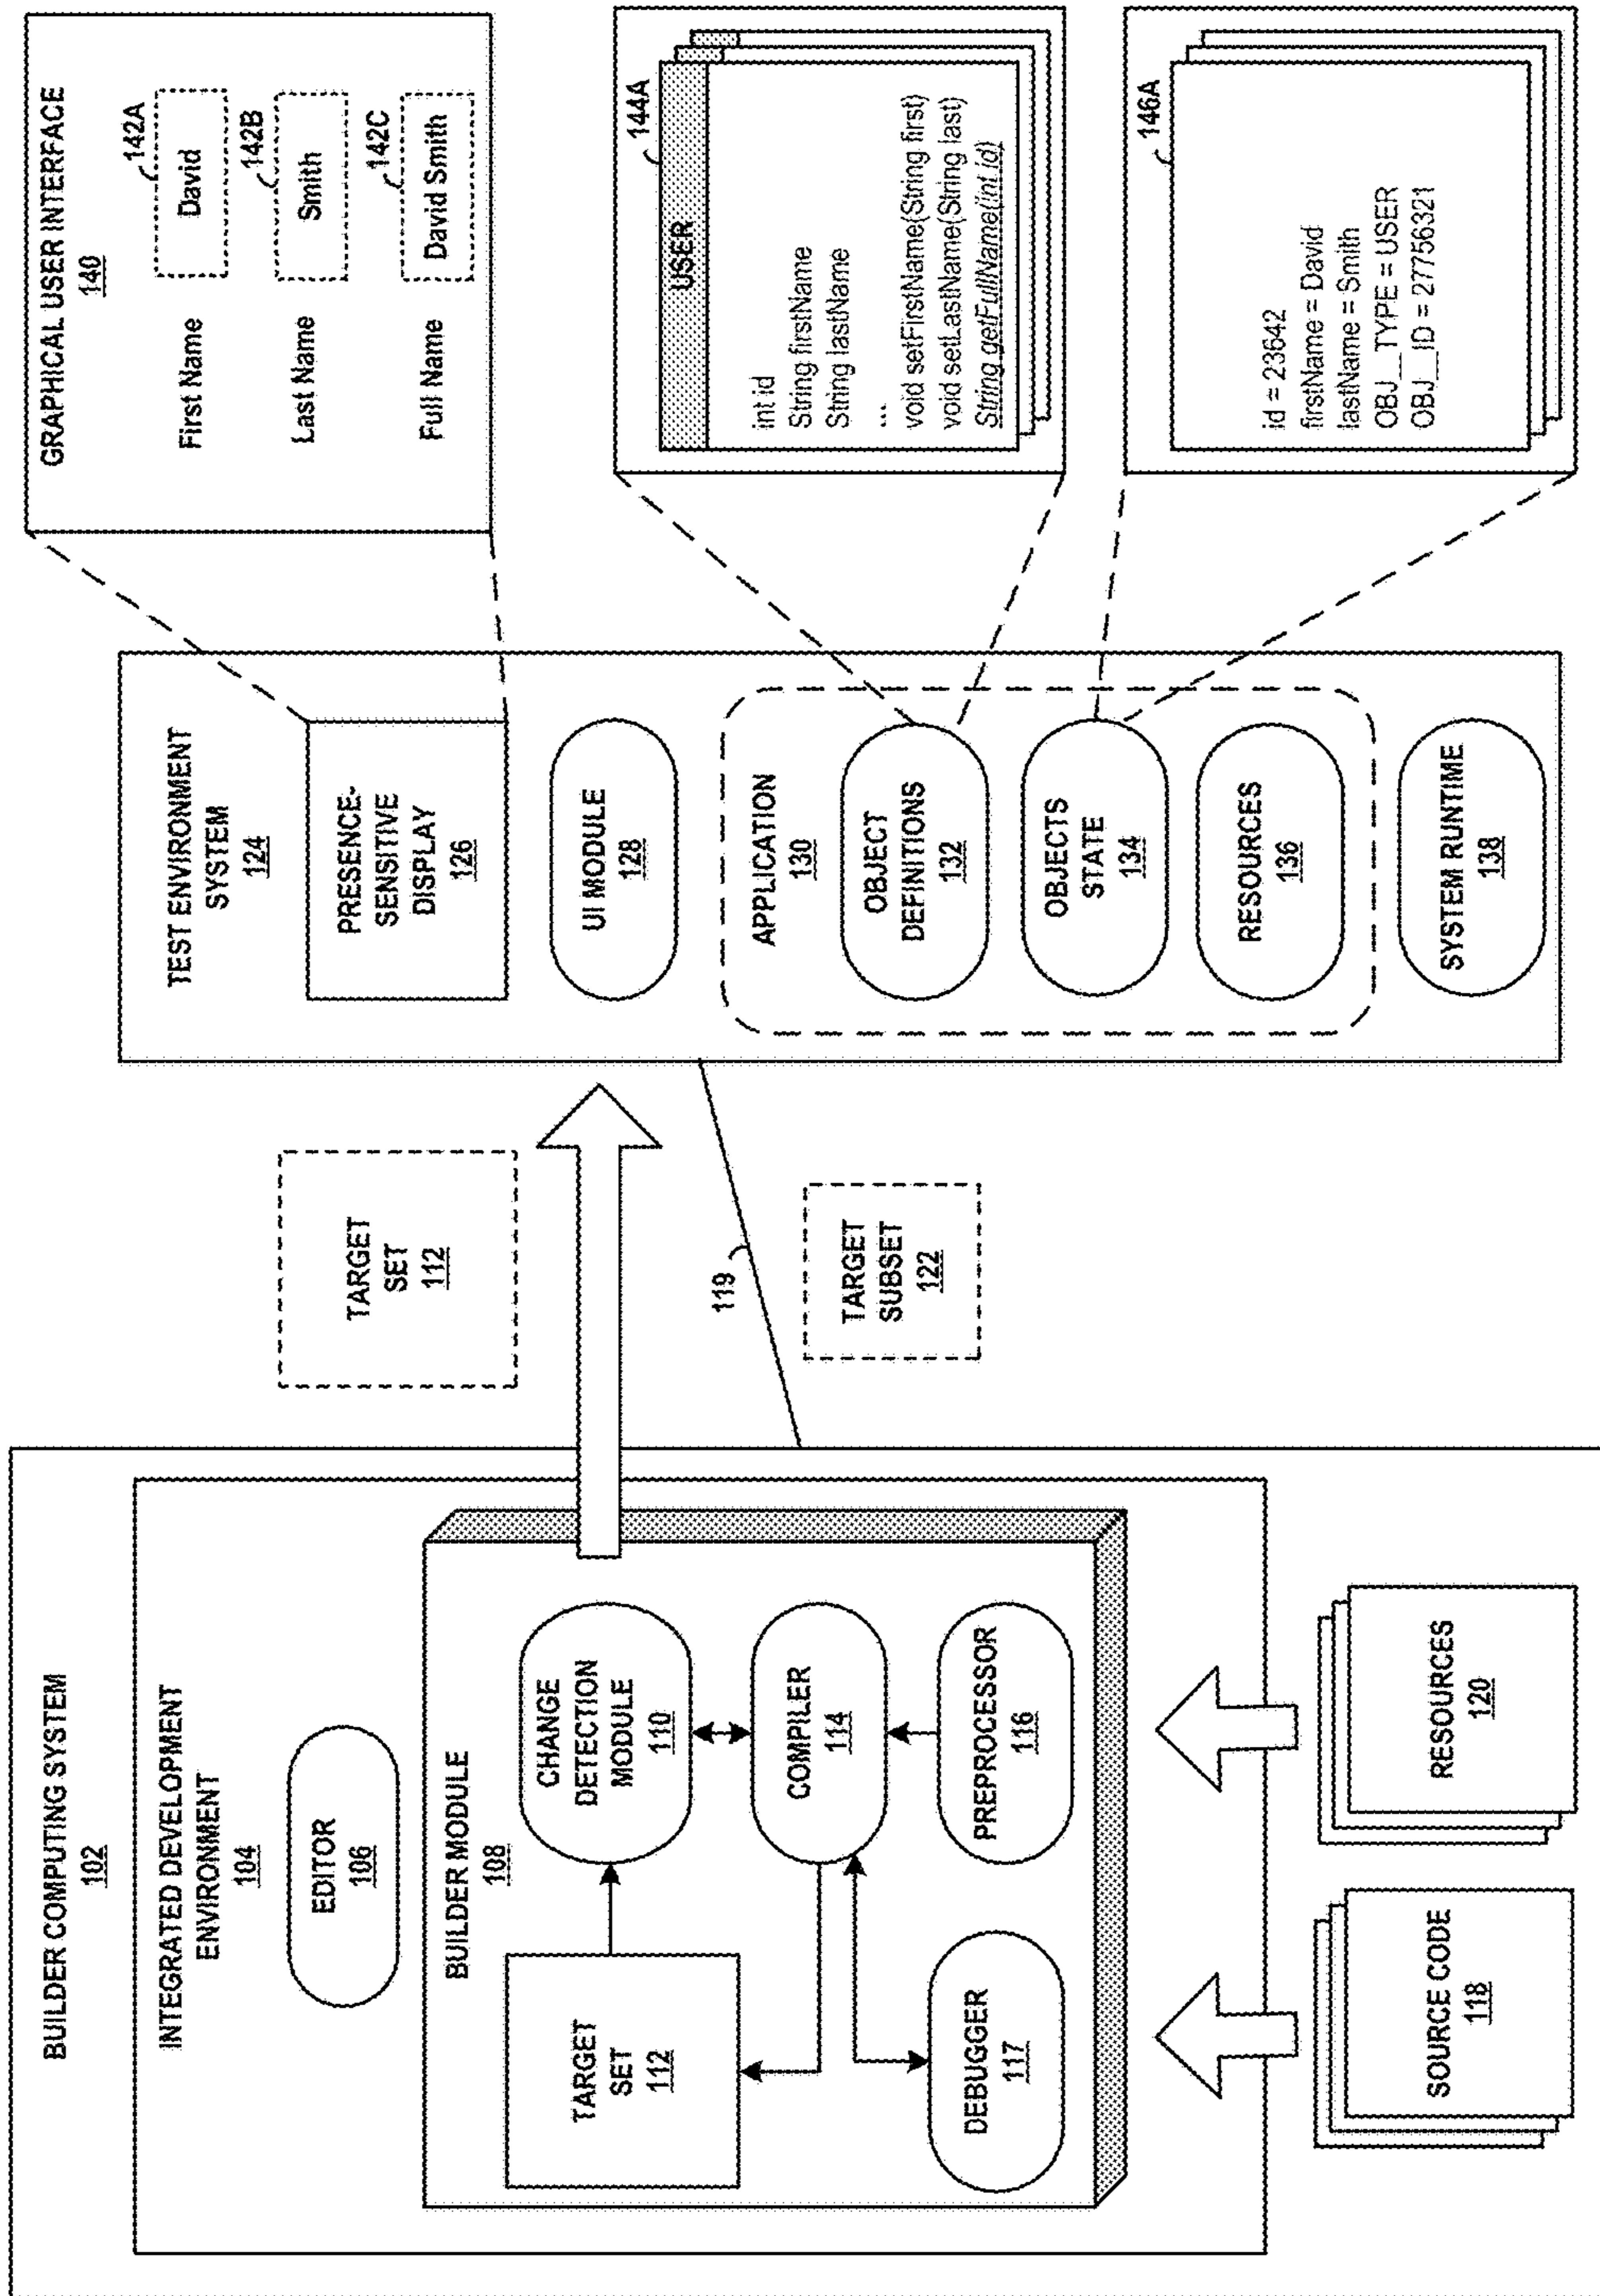 BUILDER COMPUTING SYSTEM
102
INTEGRATED DEVELOPMENT
ENVIRONMENT
104
EDITOR
106
BUILDER MODULE
108
TARGET
SET
112
CHANGE
DETECTION
MODULE
110
COMPILER
114
DEBUGGER
117
PREPROCESSOR
116
SOURCE CODE
118
RESOURCES
120
TARGET
SET
112
119
TARGET
SUBSET
122
TEST ENVIRONMENT
SYSTEM
124
PRESENCE-
SENSITIVE
DISPLAY
126
UI MODULE
128
APPLICATION
130
OBJECT
DEFINITIONS
132
OBJECTS
STATE
134
RESOURCES
136
SYSTEM RUNTIME
138
GRAPHICAL USER INTERFACE
140
142A
First Name David
142B
Last Name Smith
142C
Full Name David Smith
144A
USER
int id
String firstName
String lastName
...
void setFirstName(String first)
void setLastName(String last)
String getFullName(int id)
146A
id = 23642
firstName = David
lastName = Smith
OBJ_TYPE = USER
OBJ_ID = 27756321